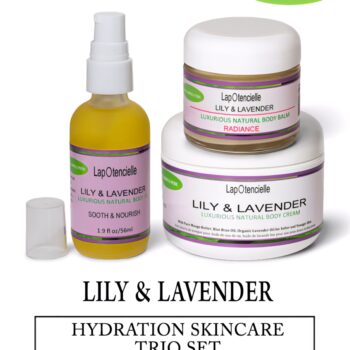 LapOtencielle
LILY & LAVENDER
LUXURIOUS NATURAL BODY BALM
RADIANCE
LapOtencielle
LILY & LAVENDER
LUXURIOUS NATURAL BODY
SOOTH & NOURISH
1.9 fl oz/56ml
LapOtencielle
LILY & LAVENDER
LUXURIOUS NATURAL BODY CREAM
LILY & LAVENDER
HYDRATION SKINCARE
TRIO SET